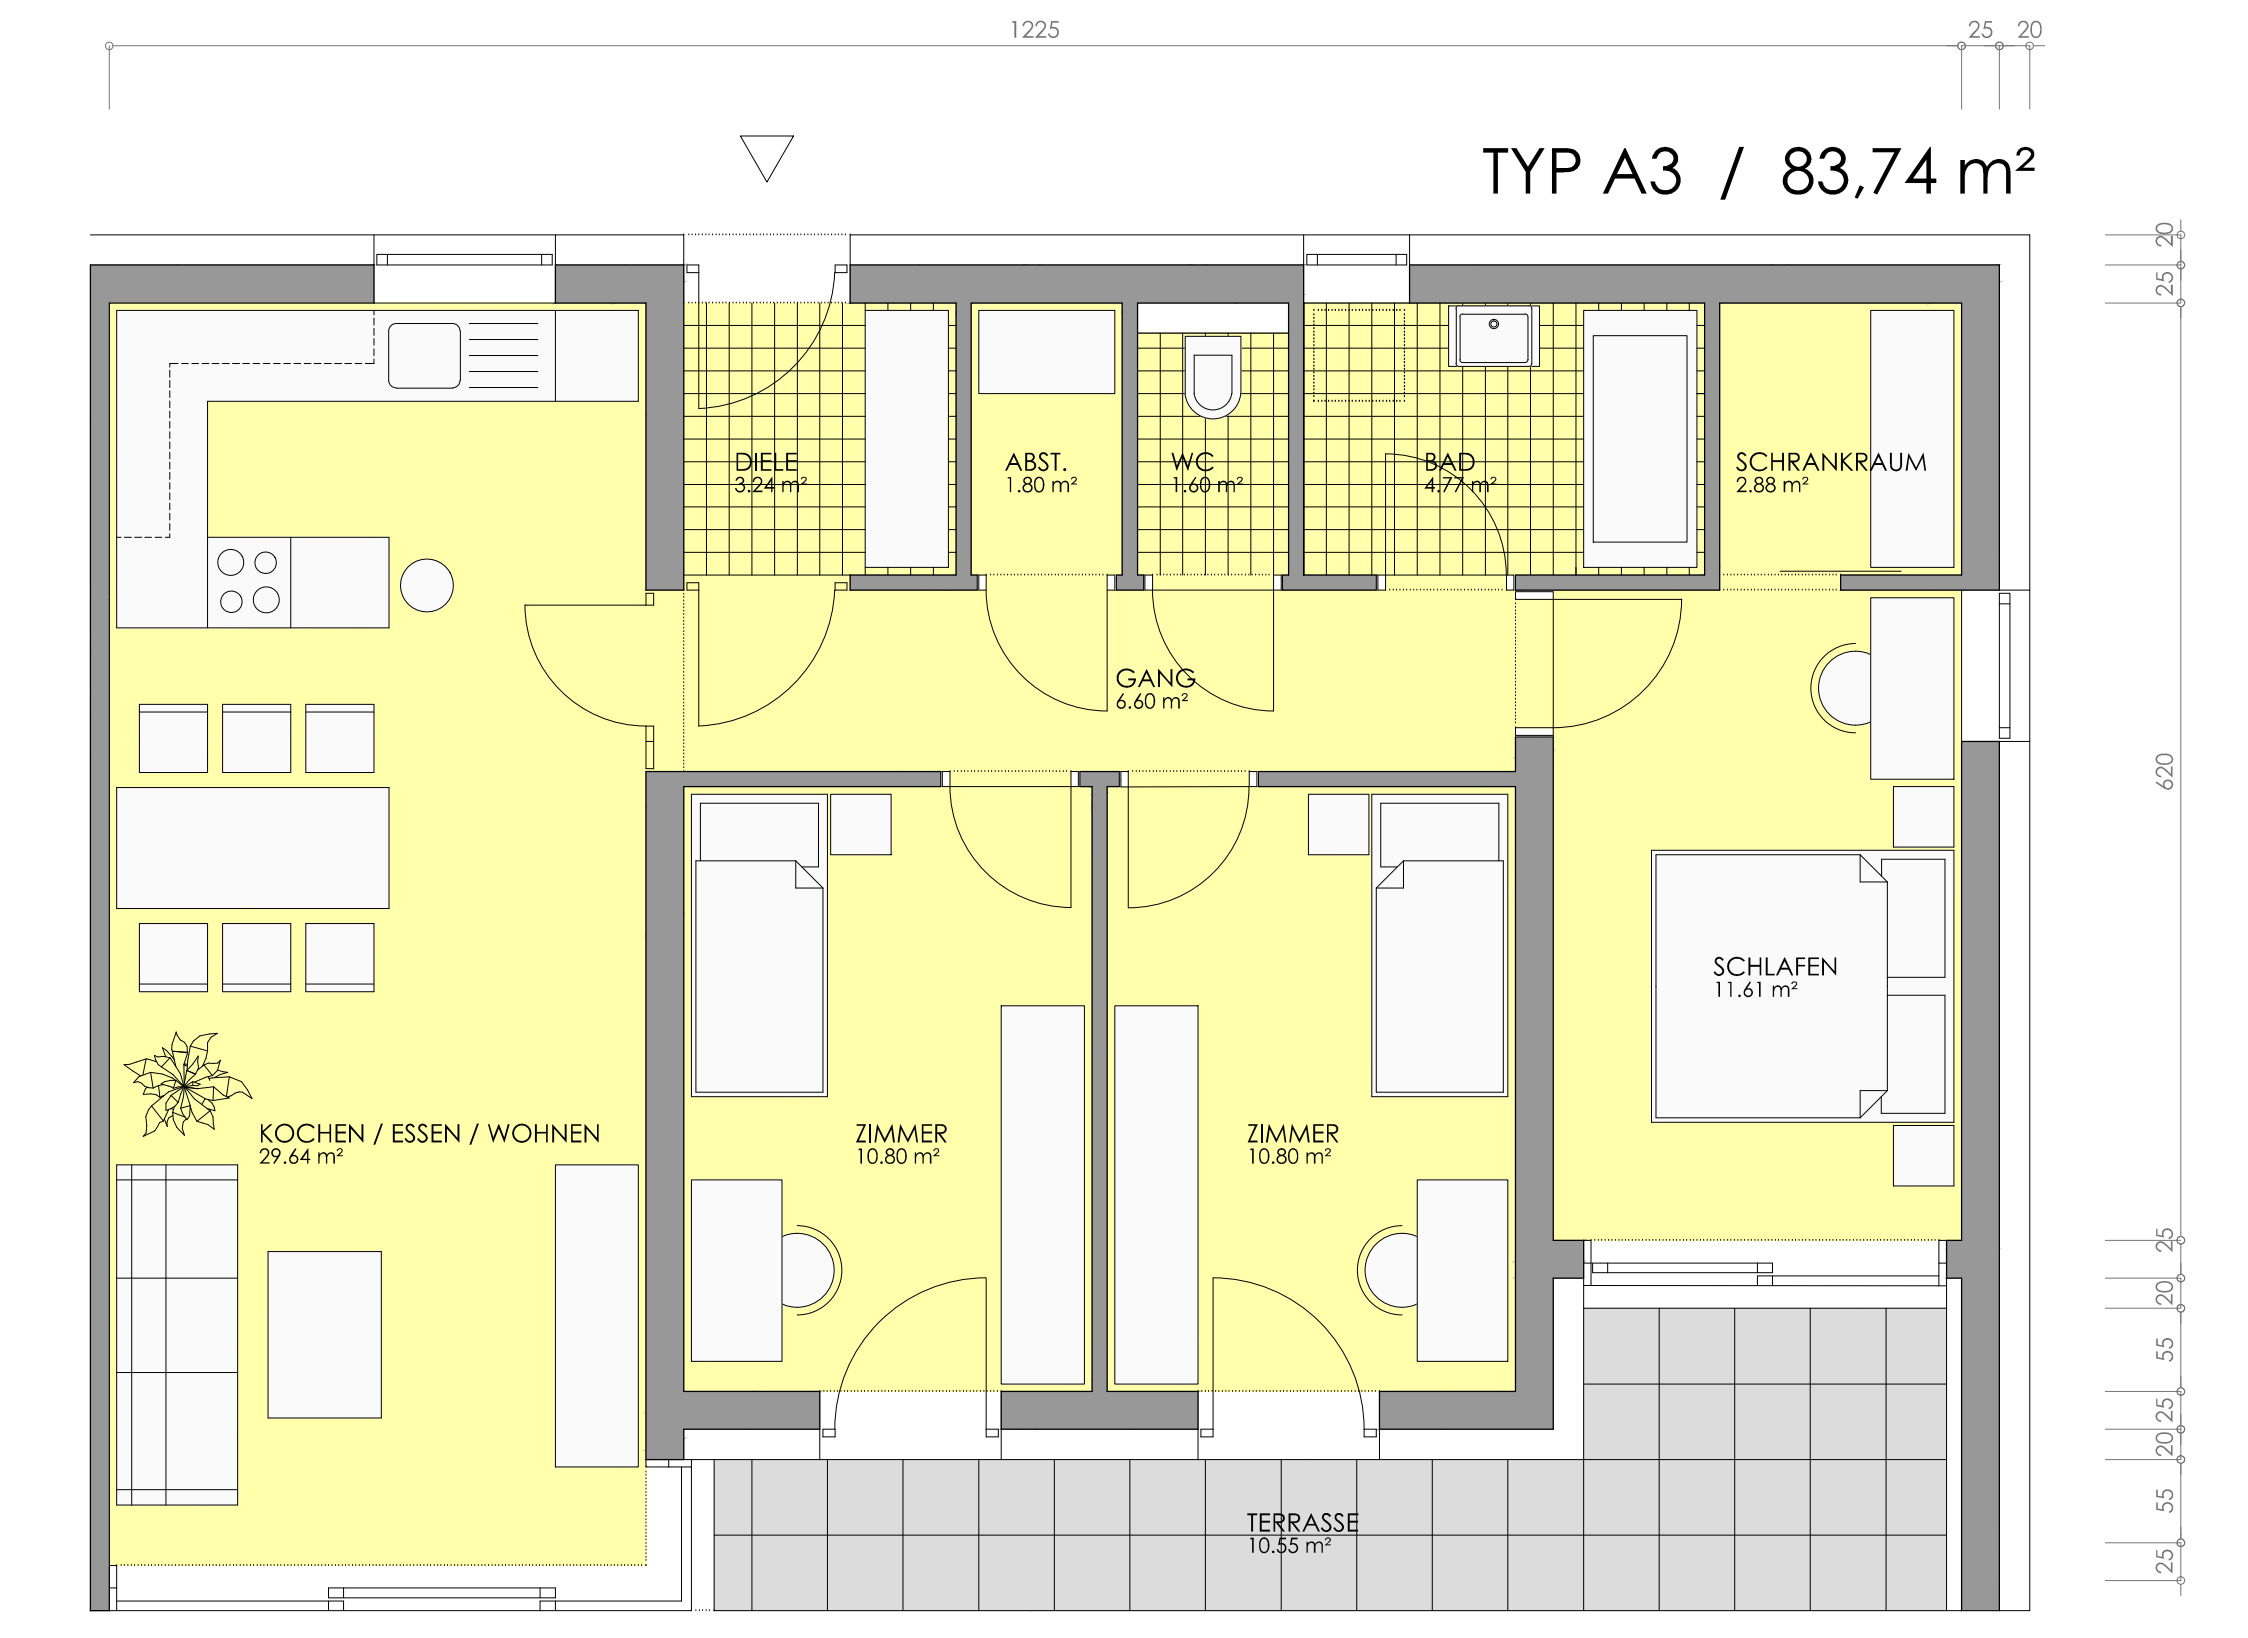 1225
25
20
TYP A3 / 83,74 m²
20
25
DIELE
3.24 m²
ABST.
1.80 m²
WC
1.60 m²
BAD
4.77 m²
SCHRANKRAUM
2.88 m²
GANG
6.60 m²
620
SCHLAFEN
11.61 m²
KOCHEN / ESSEN / WOHNEN
29.64 m²
ZIMMER
10.80 m²
ZIMMER
10.80 m²
25
20
55
25
20
55
25
TERRASSE
10.55 m²